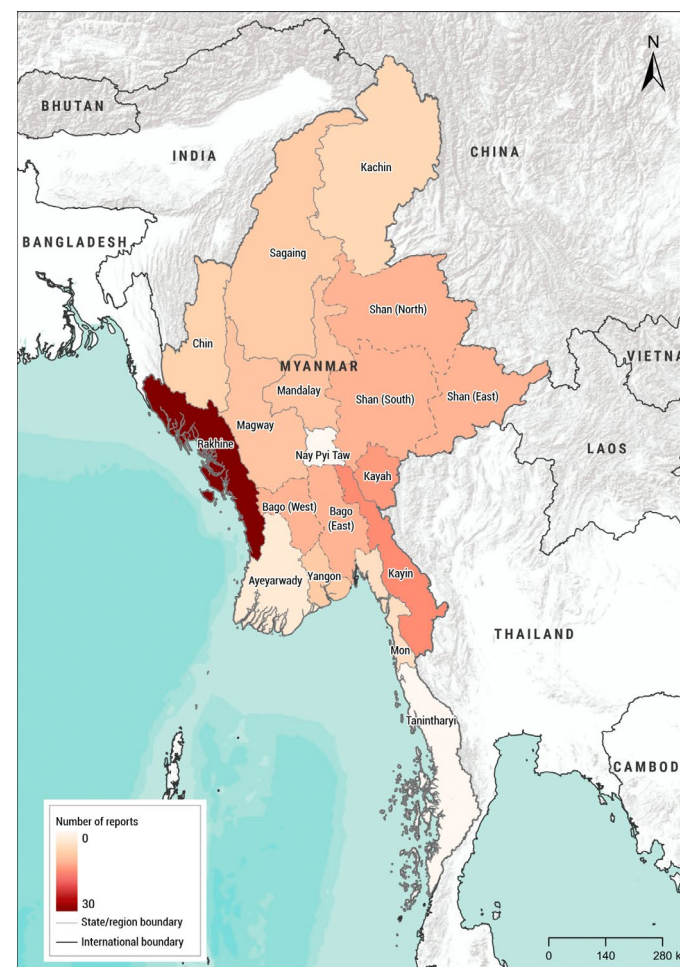 N
BHUTAN
INDIA
CHINA
Kachin
BANGLADESH
Sagaing
Shan (North)
Chin
VIETNA
MYANMAR
Mandalay
Shan (South)
Shan (East)
Magway
Rakhine
LAOS
Nay Pyi Taw
Kayah
Bago (West)
Bago
(East)
Kayin
Ayeyarwady
Yangon
THAILAND
Mon
Tanintharyi
CAMBOD
Number of reports
0
30
State/region boundary
International boundary
0 140 280 k